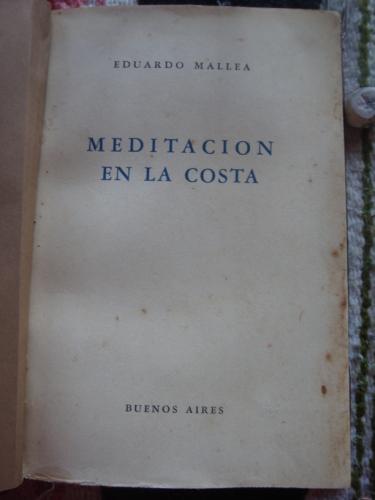 EDUARDO MALLEA
MEDITACION
EN LA COSTA
BUENOS AIRES